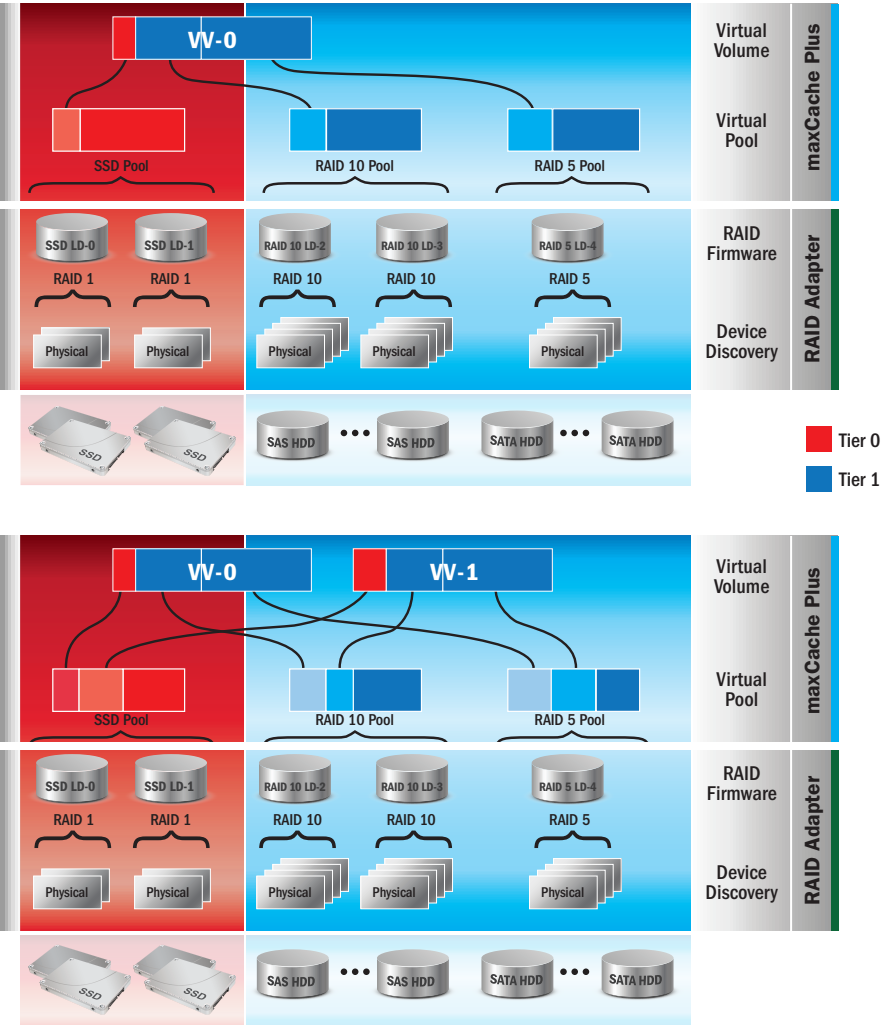 VV-0
Virtual
Volume
Virtual
Pool
maxCache Plus
SSD Pool
RAID 10 Pool
RAID 5 Pool
SSD LD-0
SSD LD-1
RAID 10 LD-2
RAID 10 LD-3
RAID 5 LD-4
RAID
Firmware
RAID 1
RAID 1
RAID 10
RAID 10
RAID 5
RAID Adapter
Physical
Physical
Physical
Physical
Physical
Device
Discovery
SSD
SSD
SAS HDD
SAS HDD
SATA HDD
SATA HDD
Tier 0
Tier 1
VV-0
VV-1
Virtual
Volume
Virtual
Pool
maxCache Plus
SSD Pool
RAID 10 Pool
RAID 5 Pool
SSD LD-0
SSD LD-1
RAID 10 LD-2
RAID 10 LD-3
RAID 5 LD-4
RAID
Firmware
RAID 1
RAID 1
RAID 10
RAID 10
RAID 5
RAID Adapter
Physical
Physical
Physical
Physical
Physical
Device
Discovery
SSD
SSD
SAS HDD
SAS HDD
SATA HDD
SATA HDD